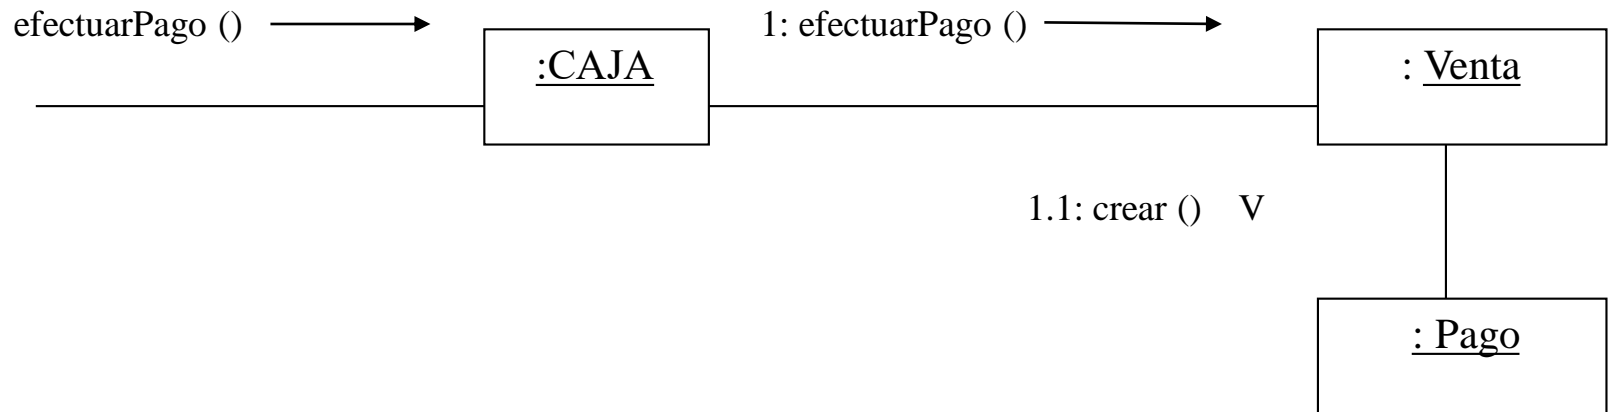 efectuarPago ()
1: efectuarPago ()
:CAJA
: Venta
1.1: crear () V
: Pago